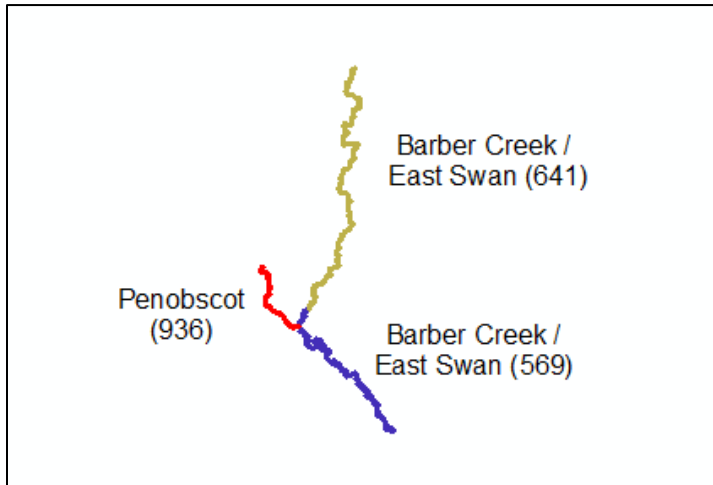 Barber Creek /
East Swan (641)
Penobscot
(936)
Barber Creek /
East Swan (569)